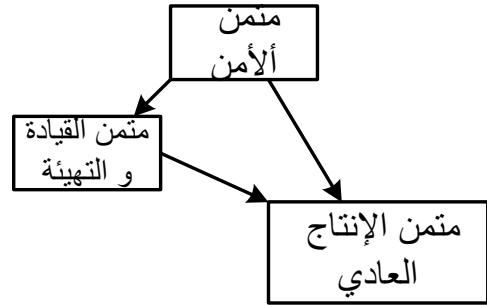 متمن
ألأمن
متمن القيادة
و التهيئة
متمن الإنتاج
العادي